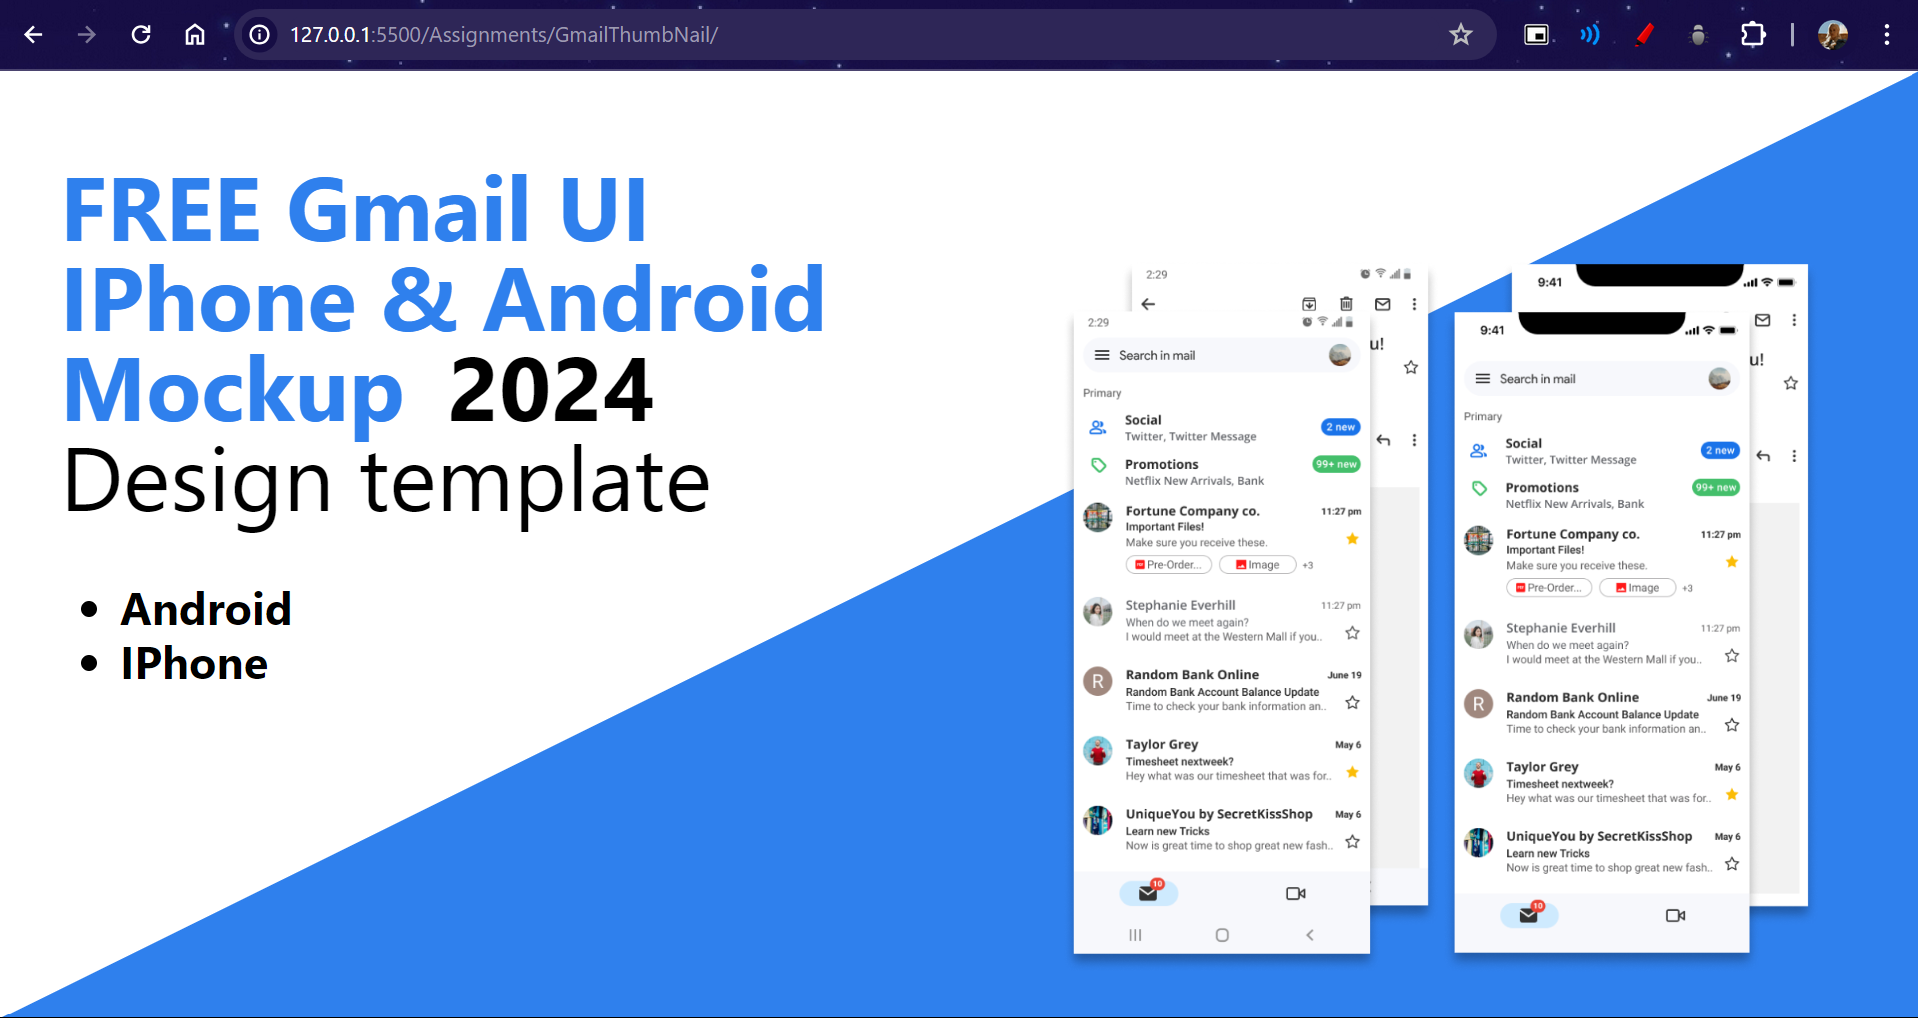 127.0.0.1:5500/Assignments/GmailThumbNail/
FREE Gmail UI
IPhone & Android
Mockup 2024
Design template
• Android
• IPhone
2:29
2:29
u!
Search in mail
Primary
Social
2 new
Twitter, Twitter Message
Promotions
99+ new
Netflix New Arrivals, Bank
Fortune Company co.
11:27 pm
Important Files!
Make sure you receive these.
PDF
Pre-Order...
Image
+3
Stephanie Everhill
11:27 pm
When do we meet again?
I would meet at the Western Mall if you..
R
Random Bank Online
June 19
Random Bank Account Balance Update
Time to check your bank information an..
Taylor Grey
May 6
Timesheet nextweek?
Hey what was our timesheet that was for..
UniqueYou by SecretKissShop
May 6
Learn new Tricks
Now is great time to shop great new fash..
10
9:41
9:41
u!
Search in mail
Primary
Social
2 new
Twitter, Twitter Message
Promotions
99+ new
Netflix New Arrivals, Bank
Fortune Company co.
11:27 pm
Important Files!
Make sure you receive these.
PDF
Pre-Order...
Image
+3
Stephanie Everhill
11:27 pm
When do we meet again?
I would meet at the Western Mall if you..
R
Random Bank Online
June 19
Random Bank Account Balance Update
Time to check your bank information an..
Taylor Grey
May 6
Timesheet nextweek?
Hey what was our timesheet that was for..
UniqueYou by SecretKissShop
May 6
Learn new Tricks
Now is great time to shop great new fash..
10